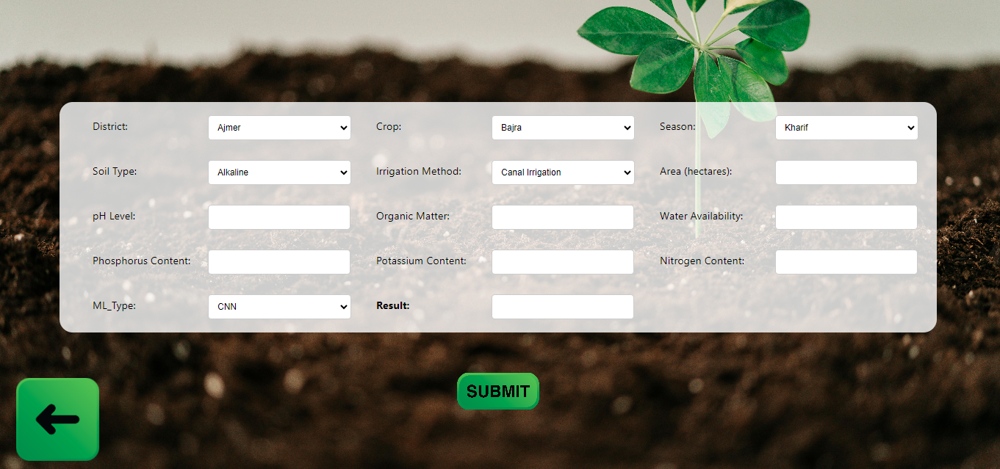 District: Ajmer Crop: Bajra Season: Kharif
Soil Type: Alkaline Irrigation Method: Canal Irrigation Area (hectares):
pH Level: Organic Matter: Water Availability:
Phosphorus Content: Potassium Content: Nitrogen Content:
ML_Type: CNN Result:
SUBMIT